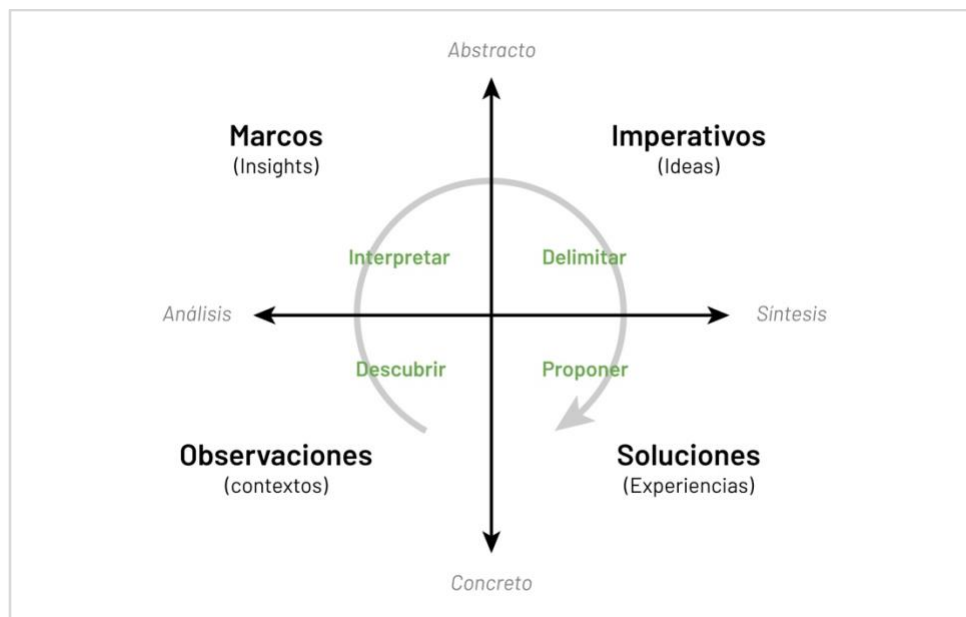 Abstracto
Marcos
(Insights)
Imperativos
(Ideas)
Interpretar
Delimitar
Análisis
Síntesis
Descubrir
Proponer
Observaciones
(contextos)
Soluciones
(Experiencias)
Concreto